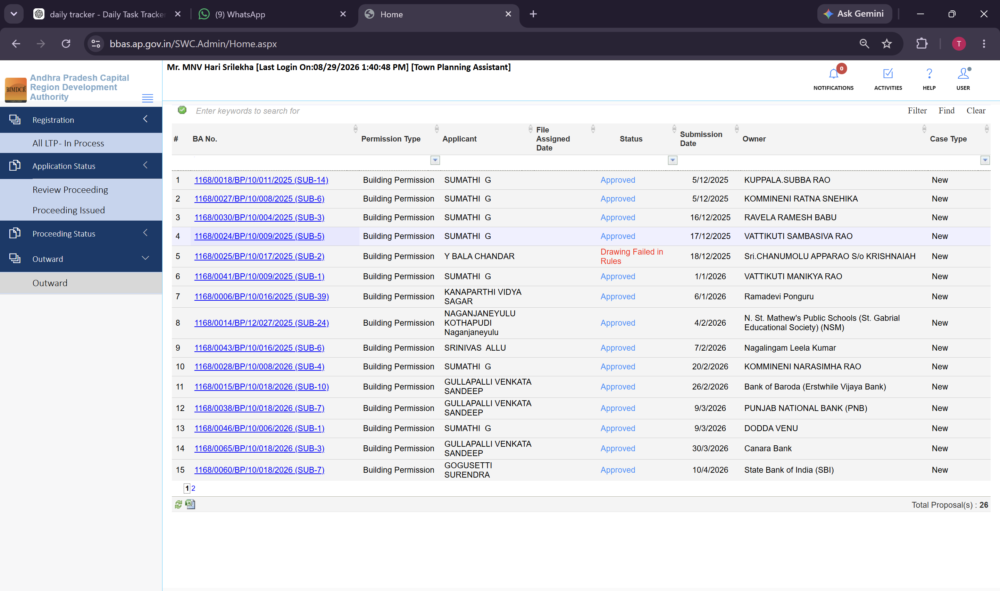 daily tracker - Daily Task Tracker
(9) WhatsApp
Home
Ask Gemini
bbas.ap.gov.in/SWC.Admin/Home.aspx
T
BIMDCR
Andhra Pradesh Capital
Region Development
Authority
Mr. MNV Hari Srilekha [Last Login On:08/29/2026 1:40:48 PM] [Town Planning Assistant]
0
NOTIFICATIONS
ACTIVITIES
HELP
USER
Registration
All LTP- In Process
Application Status
Review Proceeding
Proceeding Issued
Proceeding Status
Outward
Outward
Enter keywords to search for
Filter Find Clear
# BA No. Permission Type Applicant File Assigned Date Status Submission Date Owner Case Type
1 1168/0018/BP/10/011/2025 (SUB-14) Building Permission SUMATHI G Approved 5/12/2025 KUPPALA.SUBBA RAO New
2 1168/0027/BP/10/008/2025 (SUB-6) Building Permission SUMATHI G Approved 5/12/2025 KOMMINENI RATNA SNEHIKA New
3 1168/0030/BP/10/004/2025 (SUB-3) Building Permission SUMATHI G Approved 16/12/2025 RAVELA RAMESH BABU New
4 1168/0024/BP/10/009/2025 (SUB-5) Building Permission SUMATHI G Approved 17/12/2025 VATTIKUTI SAMBASIVA RAO New
5 1168/0025/BP/10/017/2025 (SUB-2) Building Permission Y BALA CHANDAR Drawing Failed in Rules 18/12/2025 Sri.CHANUMOLU APPARAO S/o KRISHNAIAH New
6 1168/0041/BP/10/009/2025 (SUB-1) Building Permission SUMATHI G Approved 1/1/2026 VATTIKUTI MANIKYA RAO New
7 1168/0006/BP/10/016/2025 (SUB-39) Building Permission KANAPARTHI VIDYA SAGAR Approved 6/1/2026 Ramadevi Ponguru New
8 1168/0014/BP/12/027/2025 (SUB-24) Building Permission NAGANJANEYULU KOTHAPUDI Naganjaneyulu Approved 4/2/2026 N. St. Mathew's Public Schools (St. Gabrial Educational Society) (NSM) New
9 1168/0043/BP/10/016/2025 (SUB-6) Building Permission SRINIVAS ALLU Approved 7/2/2026 Nagalingam Leela Kumar New
10 1168/0028/BP/10/008/2026 (SUB-4) Building Permission SUMATHI G Approved 20/2/2026 KOMMINENI NARASIMHA RAO New
11 1168/0015/BP/10/018/2026 (SUB-10) Building Permission GULLAPALLI VENKATA SANDEEP Approved 26/2/2026 Bank of Baroda (Erstwhile Vijaya Bank) New
12 1168/0038/BP/10/018/2026 (SUB-7) Building Permission GULLAPALLI VENKATA SANDEEP Approved 9/3/2026 PUNJAB NATIONAL BANK (PNB) New
13 1168/0046/BP/10/006/2026 (SUB-1) Building Permission SUMATHI G Approved 9/3/2026 DODDA VENU New
14 1168/0065/BP/10/018/2026 (SUB-3) Building Permission GULLAPALLI VENKATA SANDEEP Approved 30/3/2026 Canara Bank New
15 1168/0060/BP/10/018/2026 (SUB-7) Building Permission GOGUSETTI SURENDRA Approved 10/4/2026 State Bank of India (SBI) New
1 2
Total Proposal(s) : 26